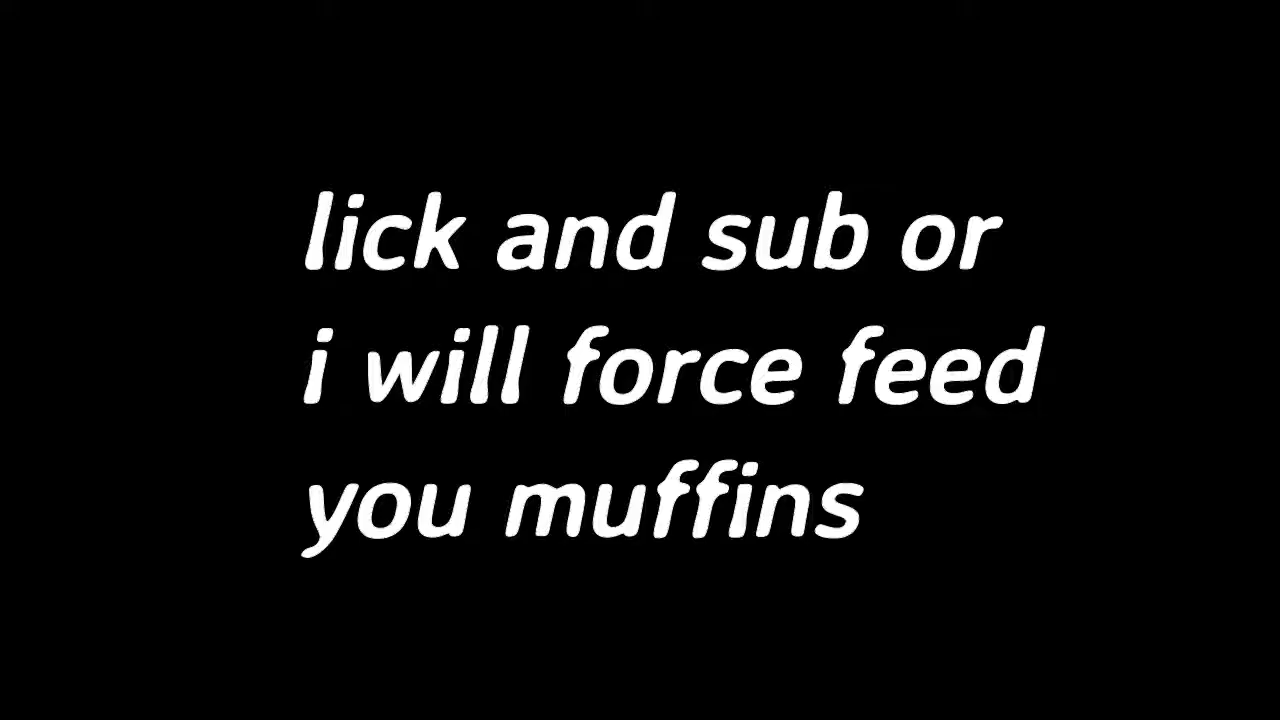 lick and sub or
i will force feed
you muffins